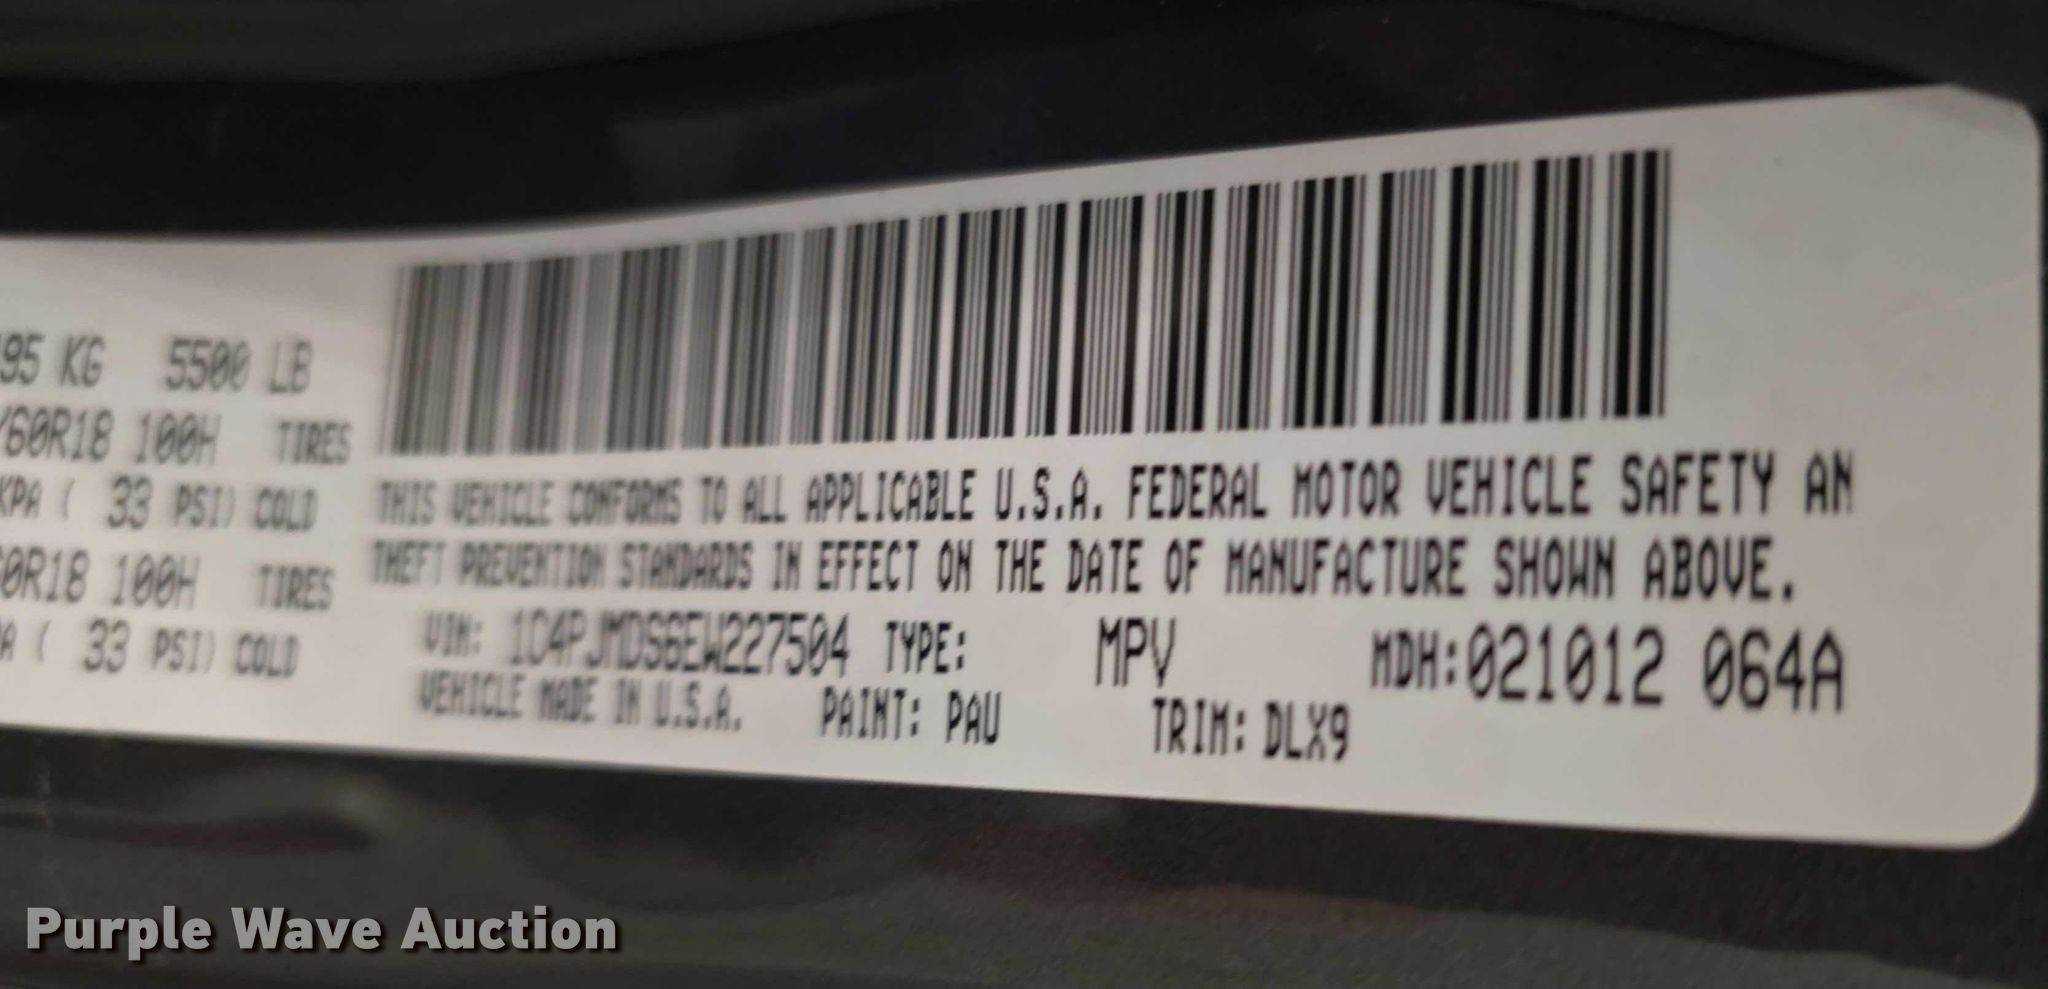 95 KG 5500 LB
/60R18 100H TIRES
KPA ( 33 PSI) COLD
60R18 100H TIRES
A ( 33 PSI) COLD
THIS VEHICLE CONFORMS TO ALL APPLICABLE U.S.A. FEDERAL MOTOR VEHICLE SAFETY AN
THEFT PREVENTION STANDARDS IN EFFECT ON THE DATE OF MANUFACTURE SHOWN ABOVE.
VIN: 1C4PJMDS6EW227504 TYPE: MPV MDH:021012 064A
VEHICLE MADE IN U.S.A. PAINT: PAU TRIM: DLX9
Purple Wave Auction